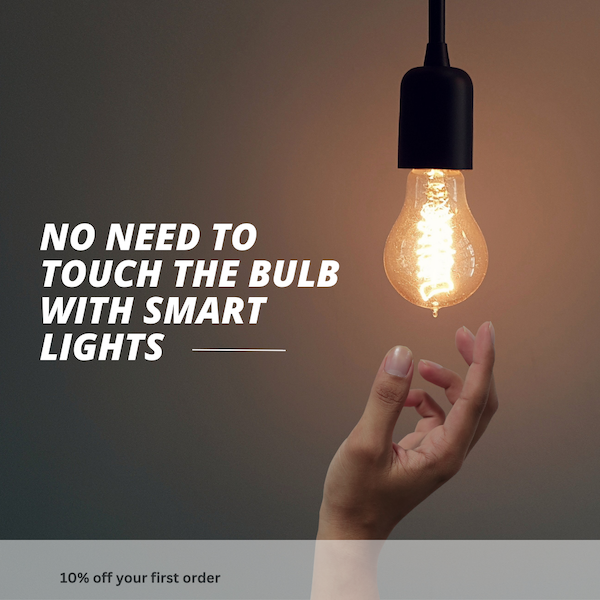 NO NEED TO
TOUCH THE BULB
WITH SMART
LIGHTS
10% off your first order